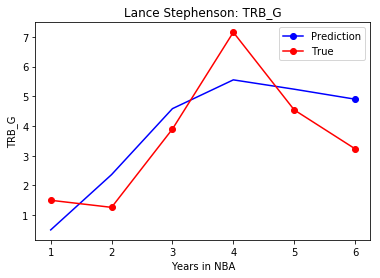 Lance Stephenson: TRB_G
Prediction
True
7
6
5
4
3
2
1
TRB_G
1 2 3 4 5 6
Years in NBA